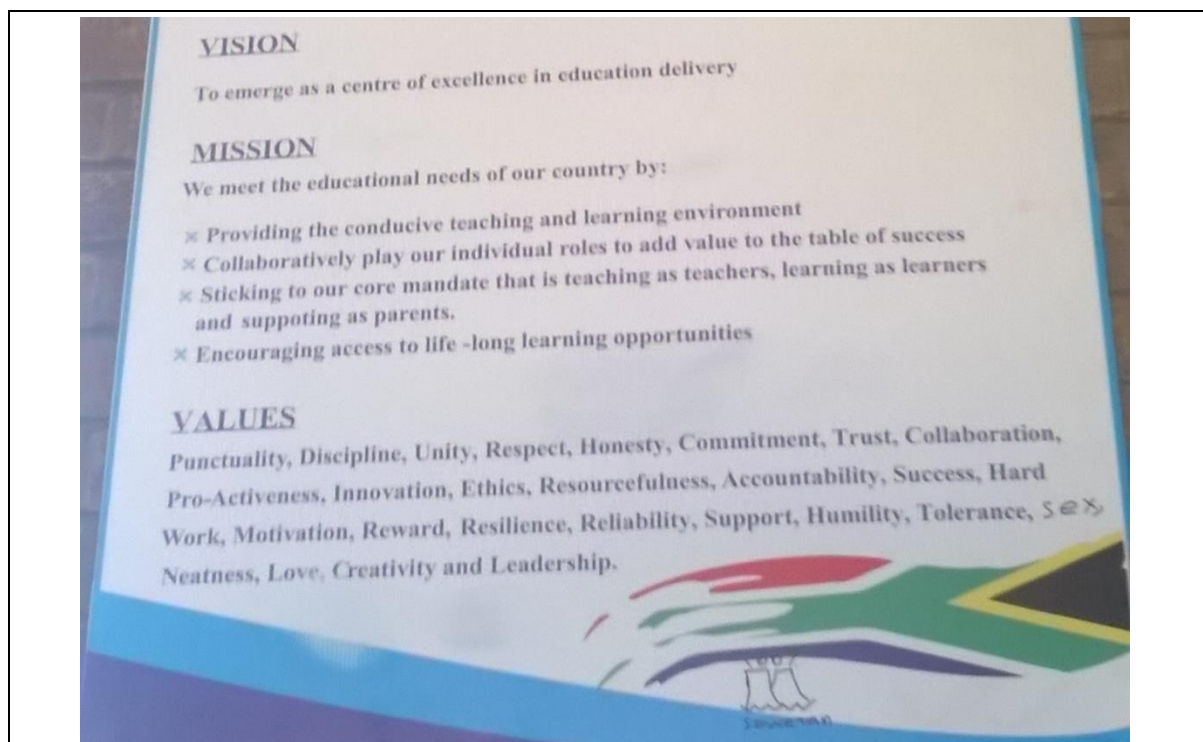 VISION
To emerge as a centre of excellence in education delivery
MISSION
We meet the educational needs of our country by:
Providing the conducive teaching and learning environment
Collaboratively play our individual roles to add value to the table of success
Sticking to our core mandate that is teaching as teachers, learning as learners
and suppoting as parents.
Encouraging access to life -long learning opportunities
VALUES
Punctuality, Discipline, Unity, Respect, Honesty, Commitment, Trust, Collaboration,
Pro-Activeness, Innovation, Ethics, Resourcefulness, Accountability, Success, Hard
Work, Motivation, Reward, Resilience, Reliability, Support, Humility, Tolerance, sex,
Neatness, Love, Creativity and Leadership.